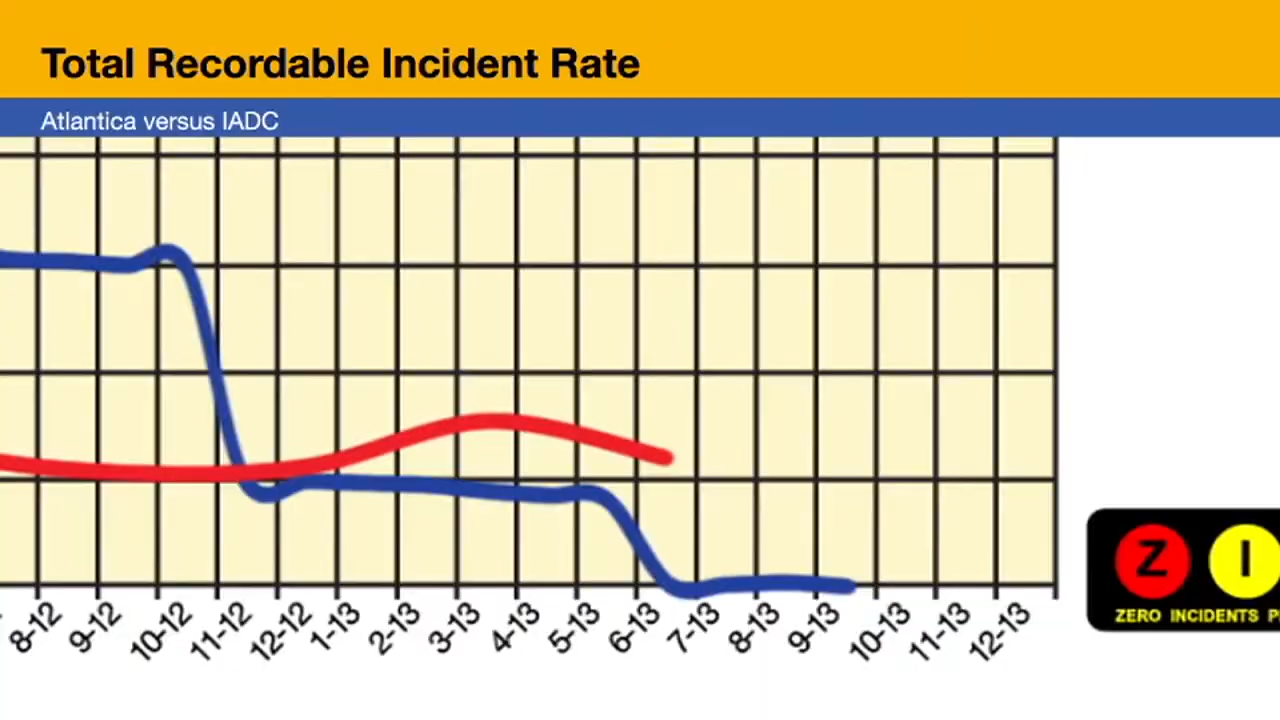 Total Recordable Incident Rate
Atlantica versus IADC
8-12 9-12 10-12 11-12 12-12 1-13 2-13 3-13 4-13 5-13 6-13 7-13 8-13 9-13 10-13 11-13 12-13
Z I
ZERO INCIDENTS